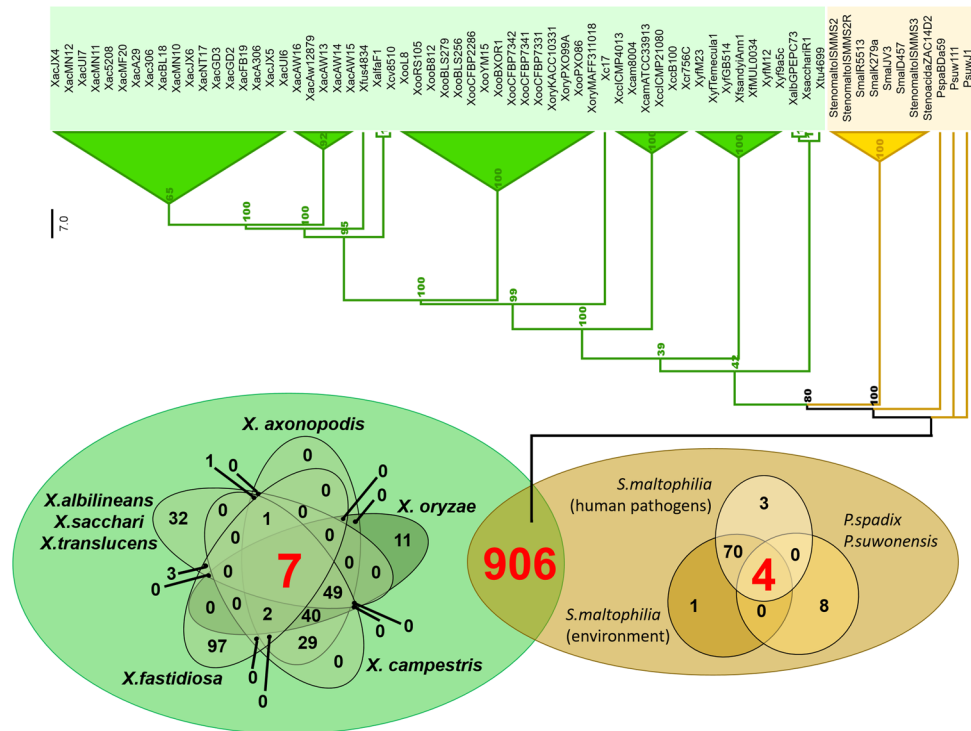 XacJX4
XacMN12
XacUI7
XacMN11
Xac5208
XacMF20
XacA29
Xac306
XacBL18
XacMN10
XacJX6
XacNT17
XacGD3
XacGD2
XacFB19
XacA306
XacJX5
XacUI6
XacAW16
XacAw12879
XacAW13
XacAW14
XacAW15
Xfus4834
XalfaF1
Xcv8510
XooL8
XooRS105
XooB812
XooCFBP2286
XooYM15
XooBLS279
XooBLS256
XooBXOR1
XooCFBP7342
XooCFBP7341
XooCFBP7331
XoryKACC10331
XoryPXO099A
XooPXO86
XoryMAFF311018
Xc17
XccICMP4013
Xcam8004
XcamATCC33913
XccICMP21080
XccB100
Xcr756C
XyfTemecula1
XyfM23
XyfGB514
XfsandyiAnn1
XfMUL0034
XyfM12
Xyf9a5c
XalbGPEPC73
XsacchariR1
Xtu4699
StenomaltoISMMS2
StenomaltoISMMS2R
SmalR5513
SmalK279a
SmalJV3
SmalD457
StenomaltoISMMS3
StenoacidaZAC14D2
PspaBDa59
Psuw111
PsuwJ1
65
92
100
100
100
100
100
7.0
100
100
95
100
99
100
39
42
80
100
X. axonopodis
0
1
0
0
X.albilineans
X.sacchari
X.translucens
32
0
1
0
0
0
X. oryzae
11
0
0
7
0
0
3
0
0
0
0
2
49
40
29
97
0
0
0
X.fastidiosa
0
0
X. campestris
906
S.maltophilia
(human pathogens)
3
P.spadix
P.suwonensis
70
4
0
1
0
8
S.maltophilia
(environment)